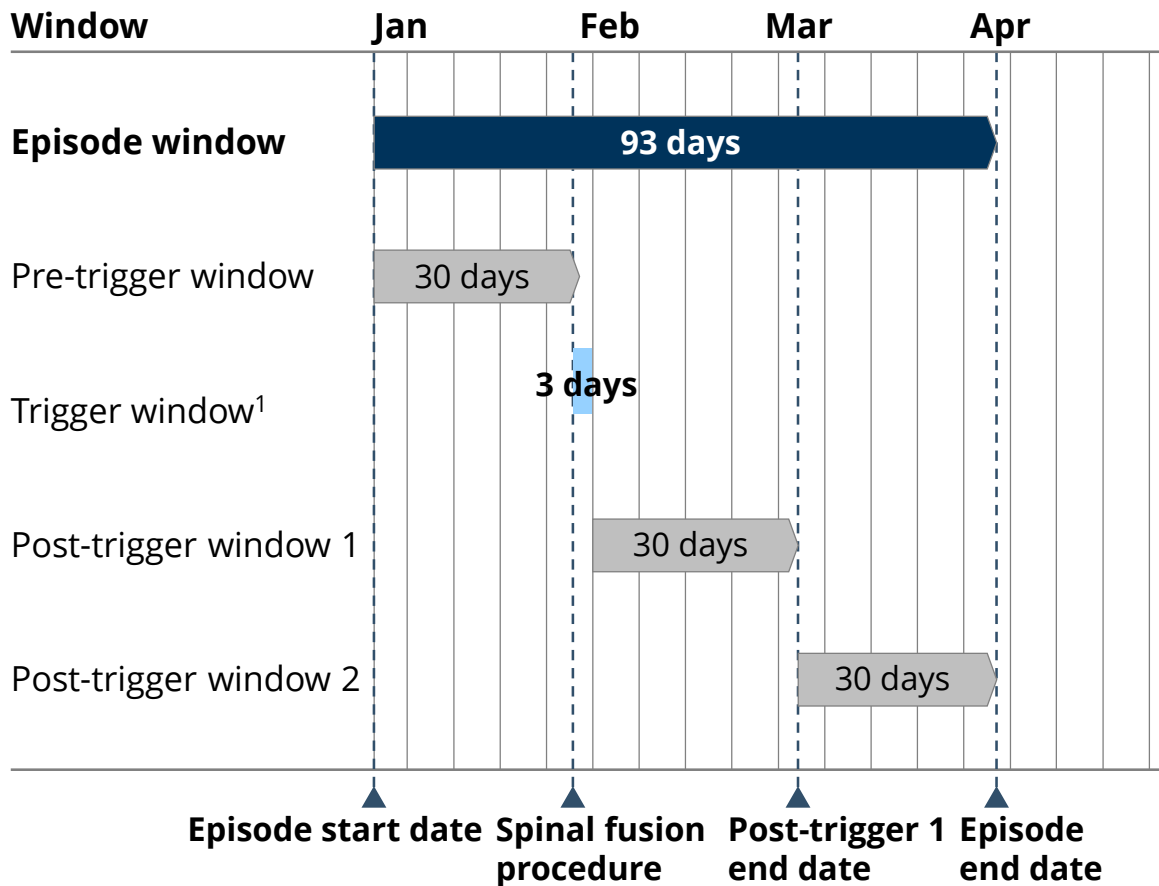 Window Jan Feb Mar Apr
Episode window 93 days
Pre-trigger window 30 days
3 days
Trigger window1
Post-trigger window 1 30 days
Post-trigger window 2 30 days
Episode start date Spinal fusion Post-trigger 1 Episode
procedure end date end date